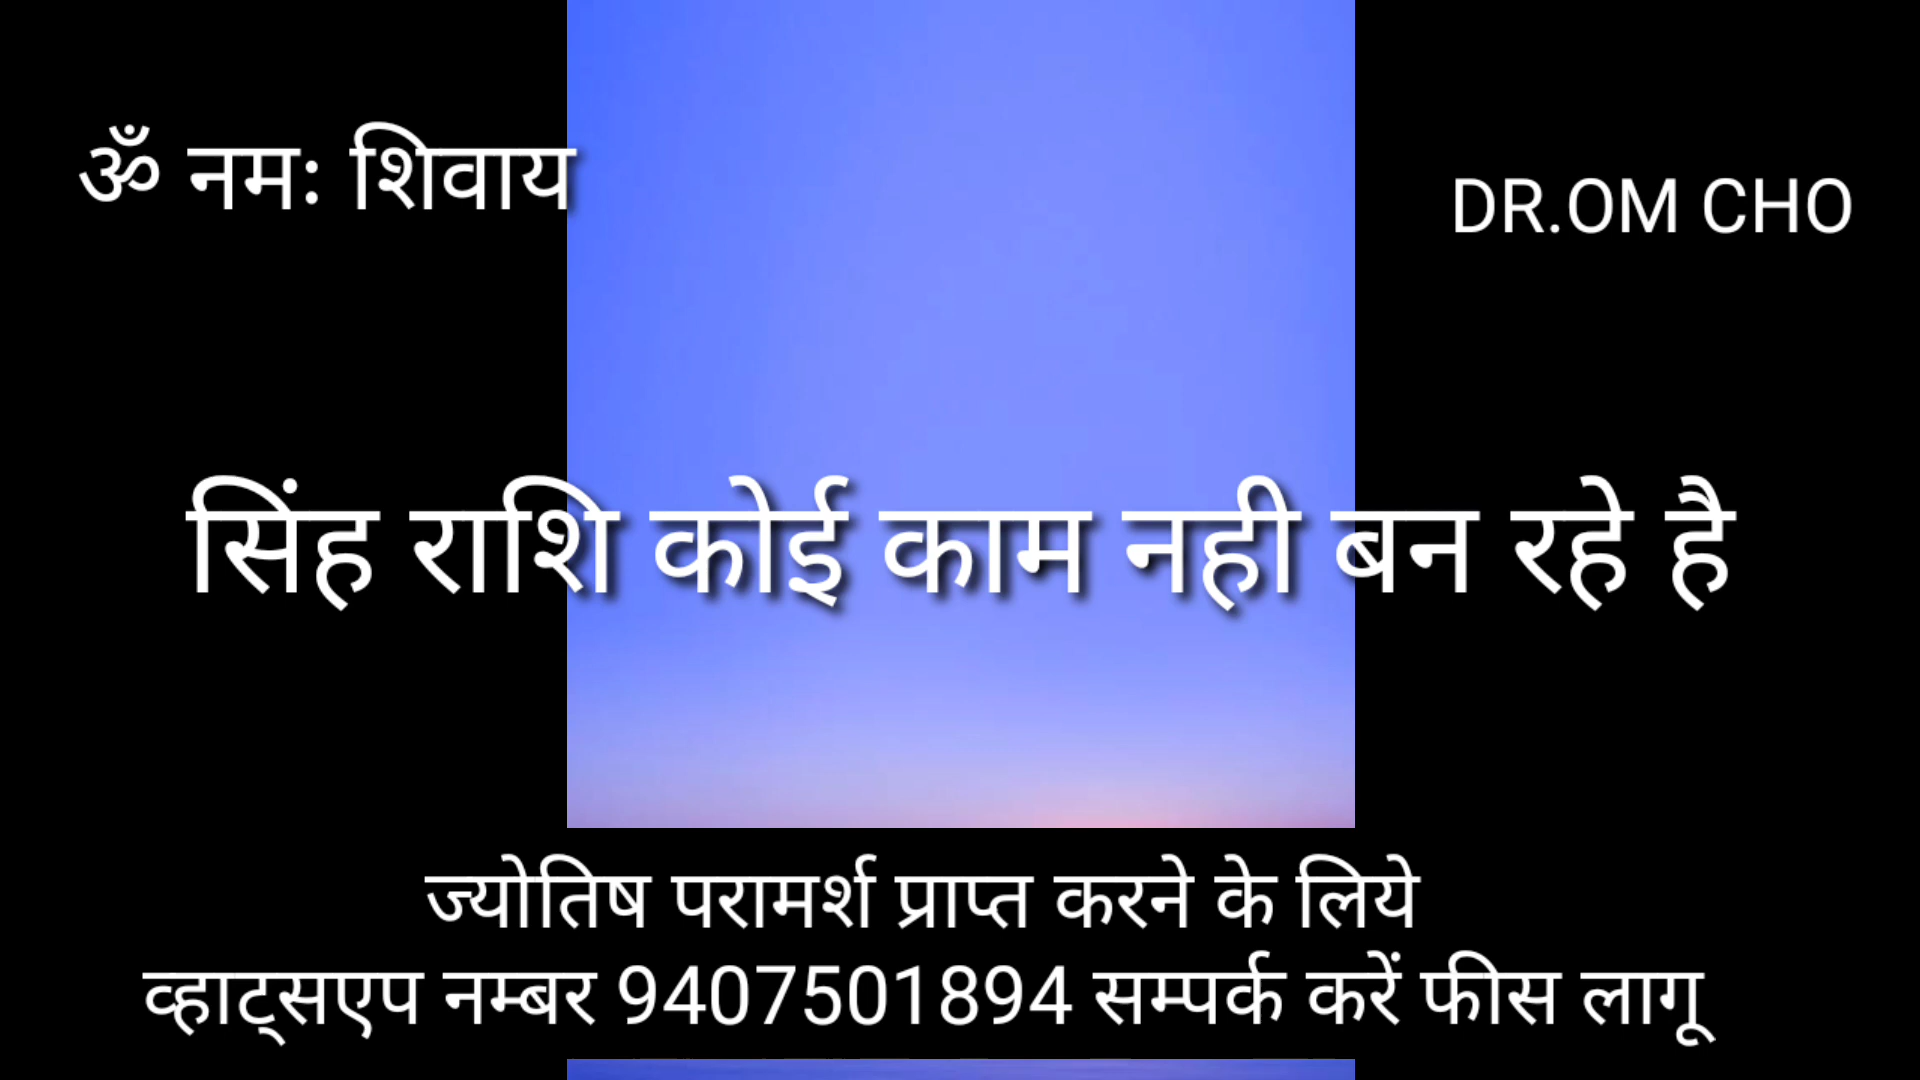 ॐ नमः शिवाय
DR.OM CHO
सिंह राशि कोई काम नही बन रहे है
ज्योतिष परामर्श प्राप्त करने के लिये
व्हाट्सएप नम्बर 9407501894 सम्पर्क करें फीस लागू